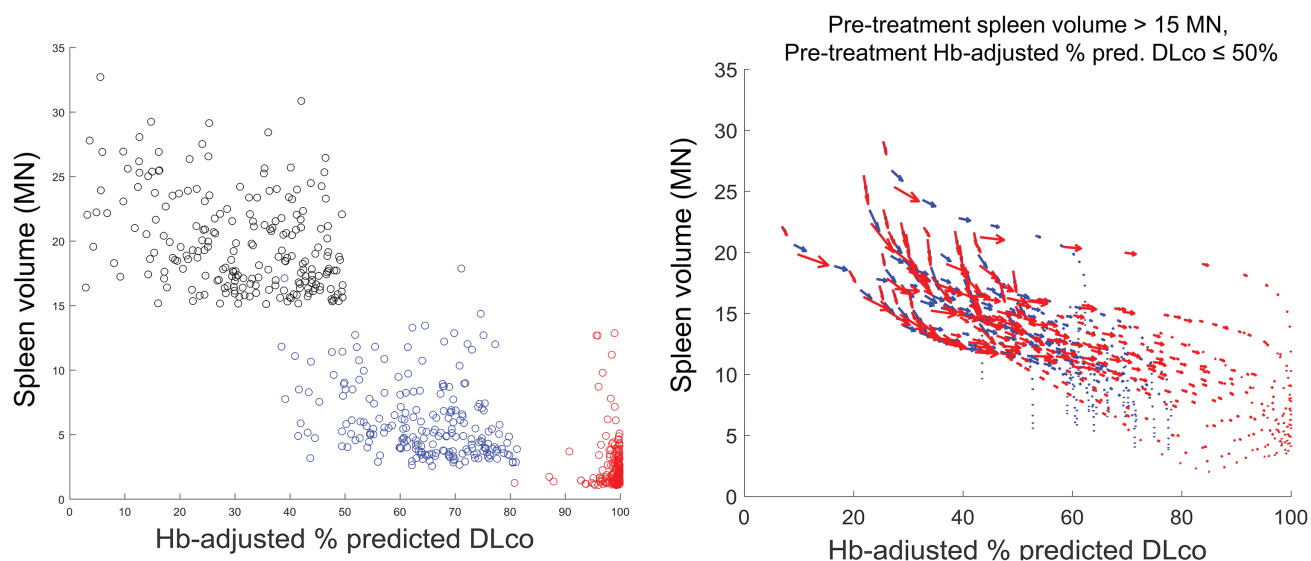 35
30
25
20
15
10
5
0
Spleen volume (MN)
0 10 20 30 40 50 60 70 80 90 100
Hb-adjusted % predicted DLco
Pre-treatment spleen volume > 15 MN,
Pre-treatment Hb-adjusted % pred. DLco ≤ 50%
35
30
25
20
15
10
5
0
Spleen volume (MN)
0 20 40 60 80 100
Hb-adjusted % predicted DLco